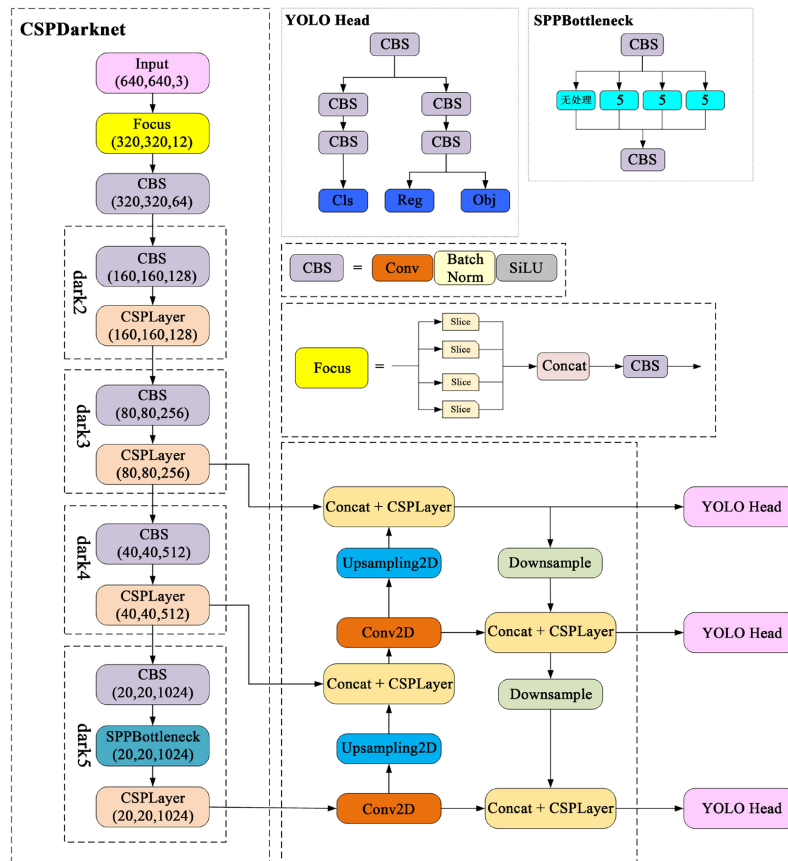 CSPDarknet
Input
(640,640,3)
Focus
(320,320,12)
CBS
(320,320,64)
dark2
CBS
(160,160,128)
CSPLayer
(160,160,128)
dark3
CBS
(80,80,256)
CSPLayer
(80,80,256)
dark4
CBS
(40,40,512)
CSPLayer
(40,40,512)
dark5
CBS
(20,20,1024)
SPPBottleneck
(20,20,1024)
CSPLayer
(20,20,1024)
YOLO Head
CBS
CBS
CBS
CBS
CBS
Cls
Reg
Obj
SPPBottleneck
CBS
无处理
5
5
5
CBS
CBS
=
Conv
Batch
Norm
SiLU
Focus
=
Slice
Slice
Slice
Slice
Concat
CBS
Concat + CSPLayer
YOLO Head
Upsampling2D
Downsample
Conv2D
Concat + CSPLayer
YOLO Head
Concat + CSPLayer
Downsample
Upsampling2D
Conv2D
Concat + CSPLayer
YOLO Head